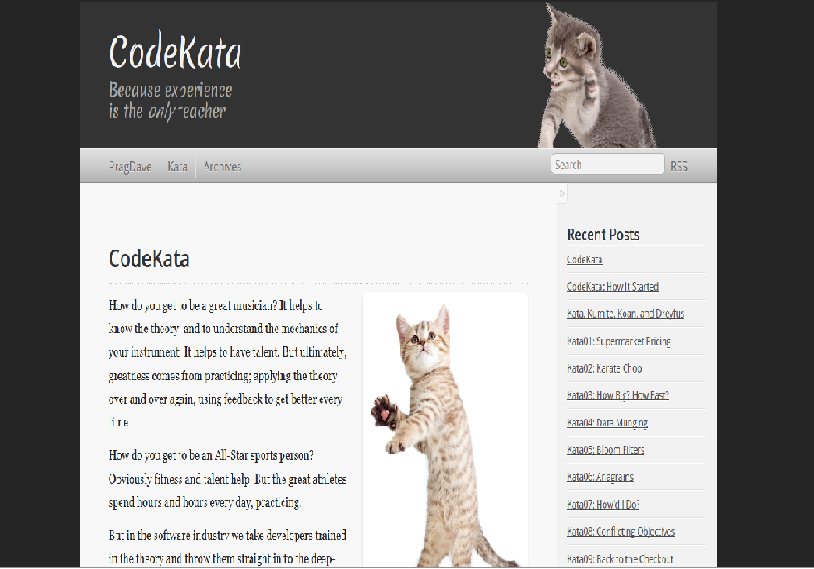 CodeKata
Because experience
is the only teacher
PragDave
Kata
Archives
Search
RSS
»
CodeKata
How do you get to be a great musician? It helps to
know the theory, and to understand the mechanics of
your instrument. It helps to have talent. But ultimately,
greatness comes from practicing; applying the theory
over and over again, using feedback to get better every
time.
How do you get to be an All-Star sports person?
Obviously fitness and talent help. But the great athletes
spend hours and hours every day, practicing.
But in the software industry we take developers trained
in the theory and throw them straight in to the deep-
Recent Posts
CodeKata
CodeKata: How It Started
Kata, Kumite, Koan, and Dreyfus
Kata01: Supermarket Pricing
Kata02: Karate Chop
Kata03: How Big? How Fast?
Kata04: Data Munging
Kata05: Bloom Filters
Kata06: Anagrams
Kata07: How'd I Do?
Kata08: Conflicting Objectives
Kata09: Back to the Checkout